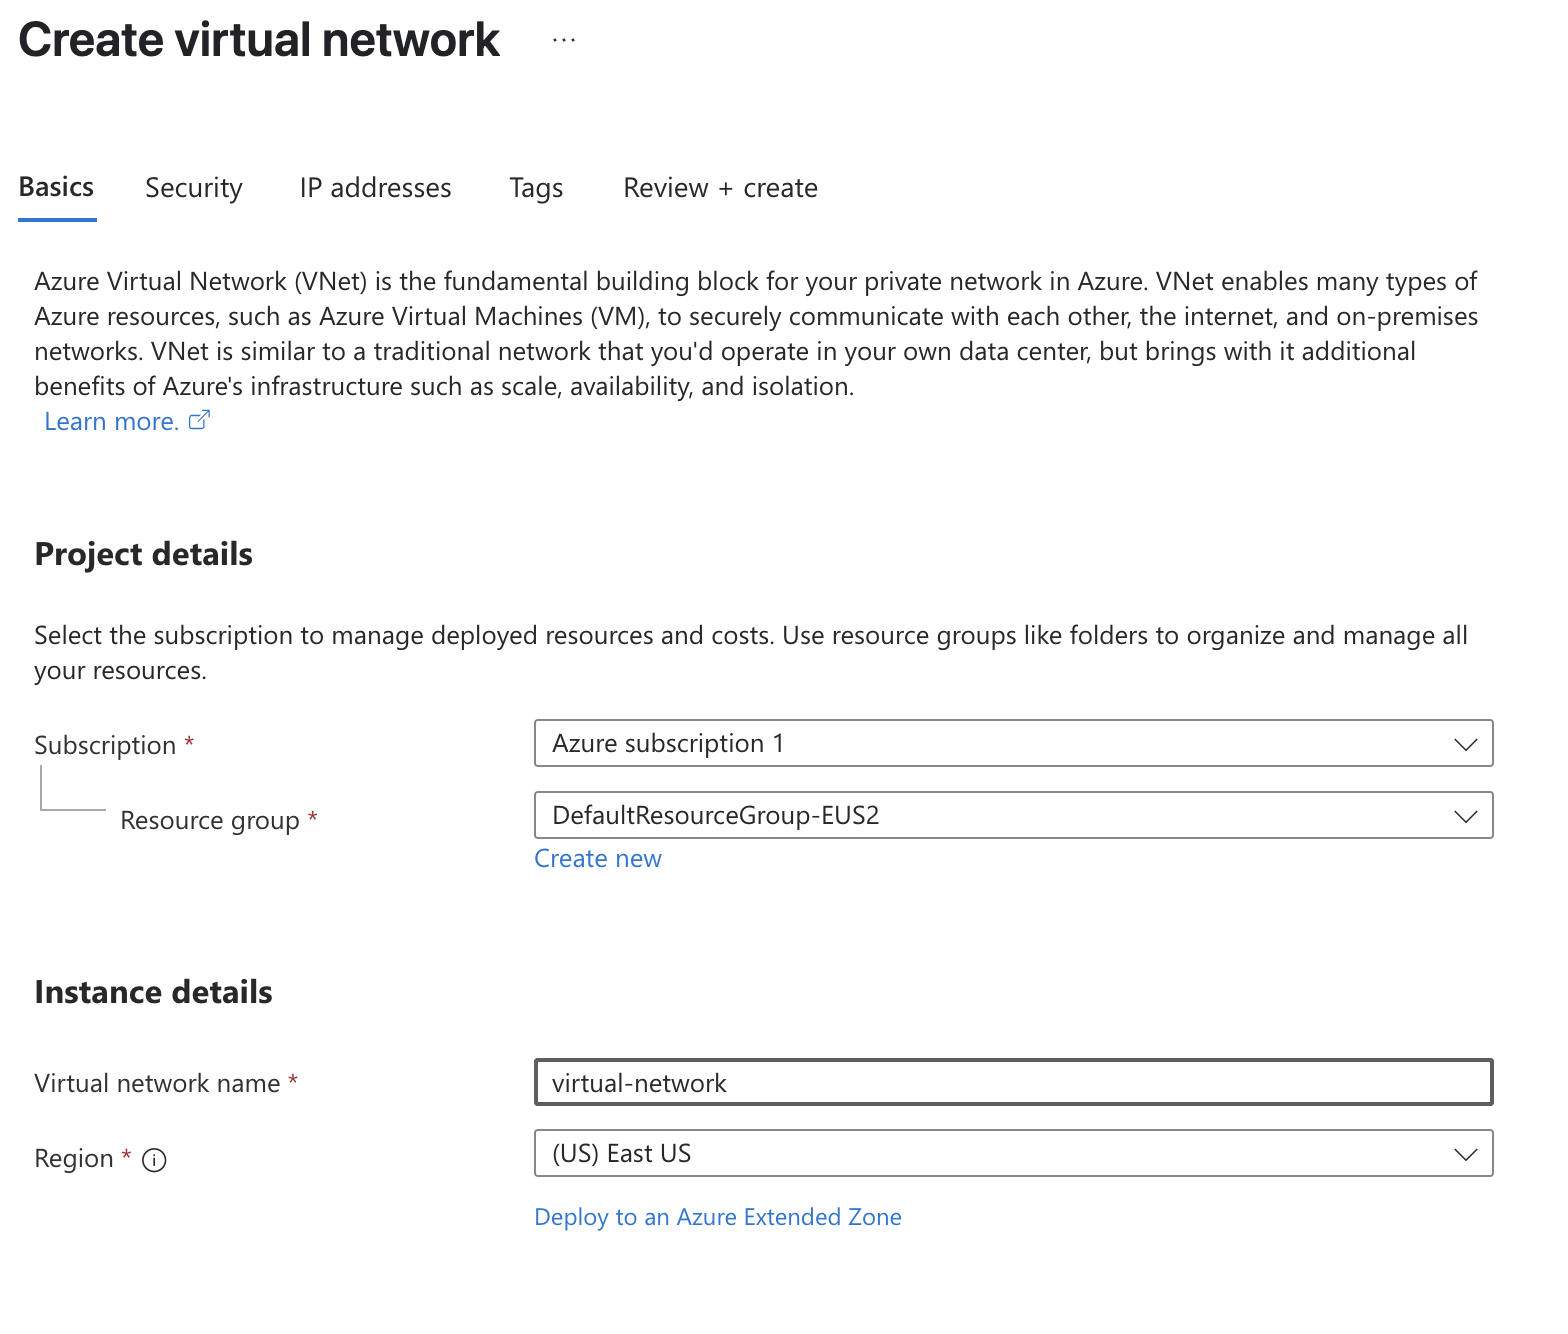 Create virtual network ...
Basics Security IP addresses Tags Review + create
Azure Virtual Network (VNet) is the fundamental building block for your private network in Azure. VNet enables many types of
Azure resources, such as Azure Virtual Machines (VM), to securely communicate with each other, the internet, and on-premises
networks. VNet is similar to a traditional network that you'd operate in your own data center, but brings with it additional
benefits of Azure's infrastructure such as scale, availability, and isolation.
Learn more.
Project details
Select the subscription to manage deployed resources and costs. Use resource groups like folders to organize and manage all
your resources.
Subscription * Azure subscription 1
Resource group * DefaultResourceGroup-EUS2
Create new
Instance details
Virtual network name * virtual-network
Region * (US) East US
Deploy to an Azure Extended Zone